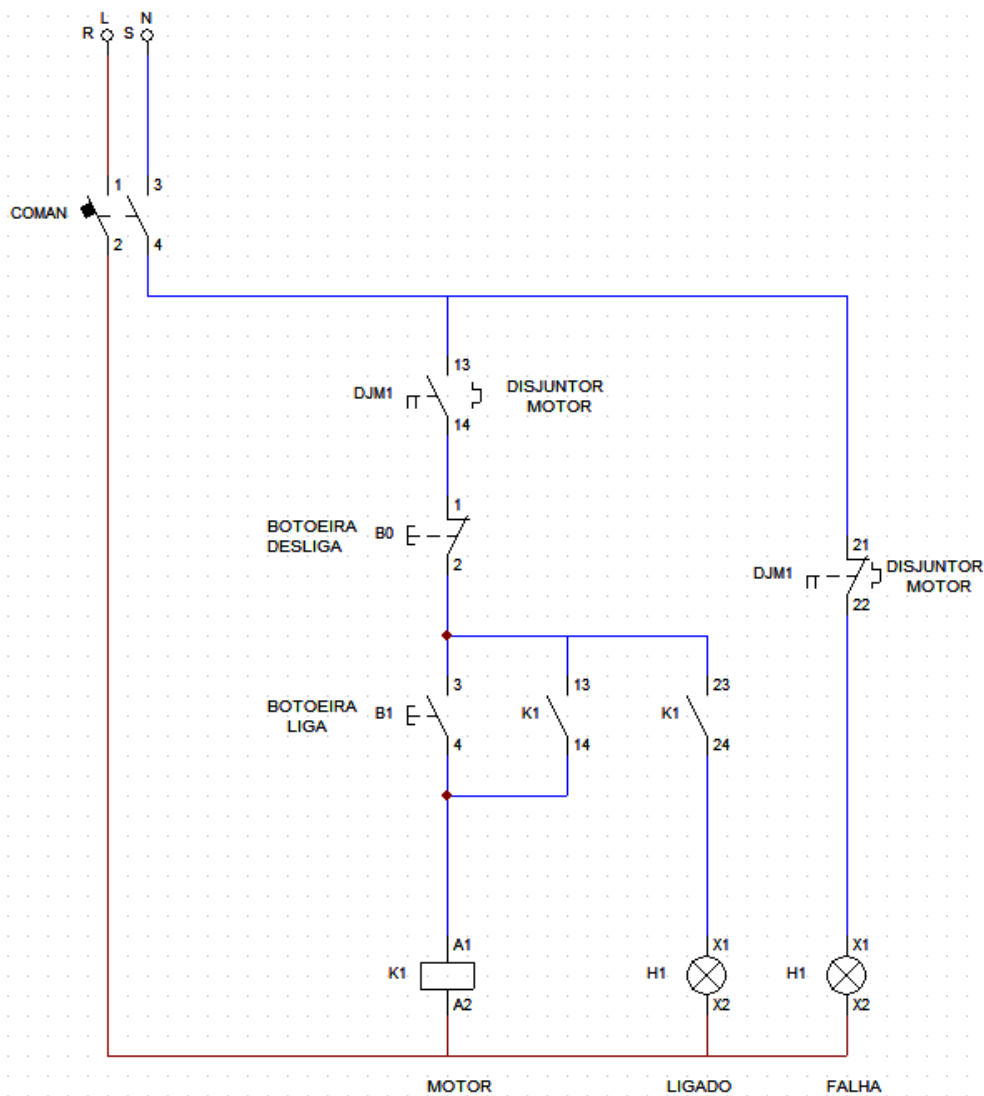 L N
R S
1 3
COMAN
2 4
13
DJM1 DISJUNTOR
MOTOR
14
1
BOTOEIRA B0
DESLIGA
2
21
DJM1 DISJUNTOR
MOTOR
22
3 13 23
BOTOEIRA B1 K1 K1
LIGA
4 14 24
A1 X1 X1
K1 H1 H1
A2 X2 X2
MOTOR LIGADO FALHA